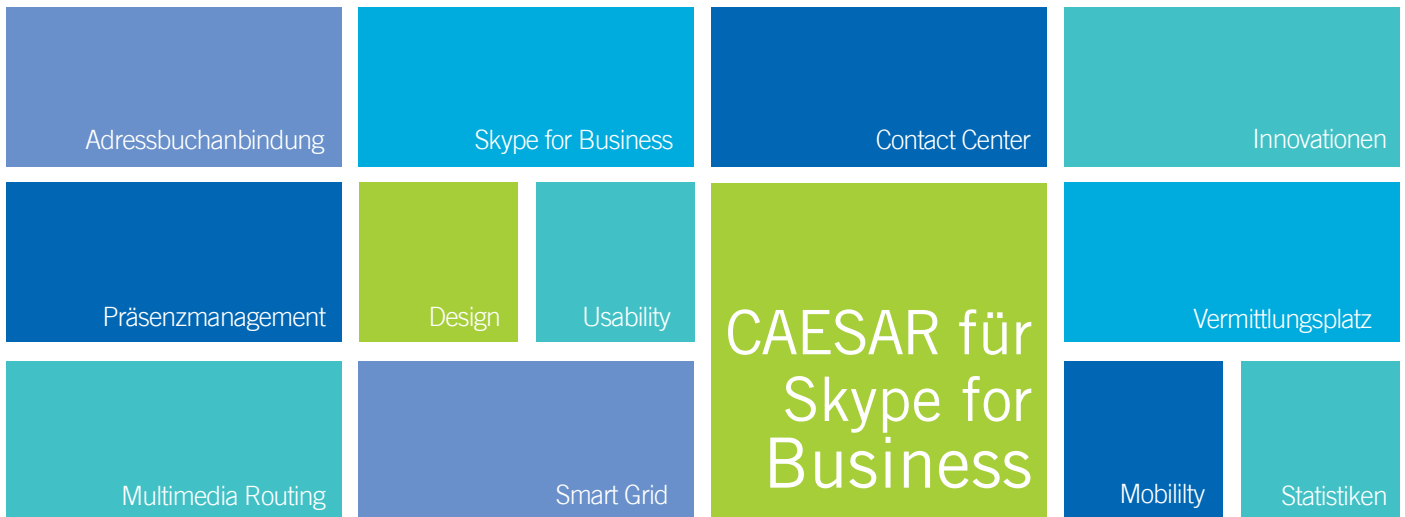 Adressbuchanbindung
Skype for Business
Contact Center
Innovationen
Präsenzmanagement
Design
Usability
CAESAR für
Skype for
Business
Vermittlungsplatz
Multimedia Routing
Smart Grid
Mobililty
Statistiken